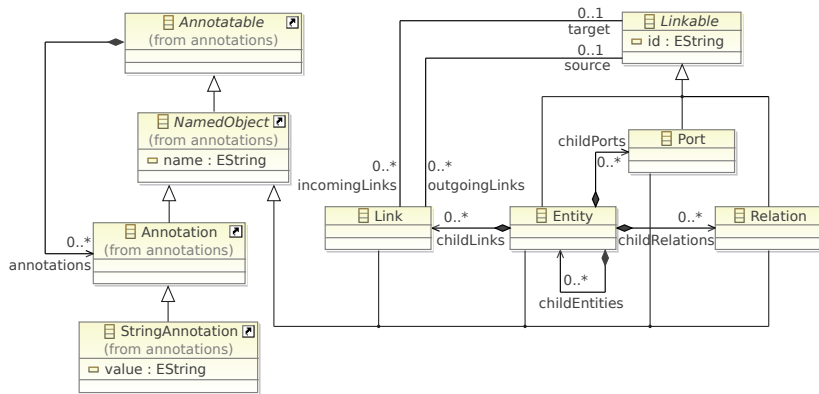 Annotatable
(from annotations)
NamedObject
(from annotations)
name : EString
Annotation
(from annotations)
0..*
annotations
StringAnnotation
(from annotations)
value : EString
0..1
target
0..1
source
Linkable
id : EString
childPorts
0..*
Port
0..*
incomingLinks
0..*
outgoingLinks
Link
0..*
childLinks
Entity
0..*
childRelations
Relation
0..*
childEntities